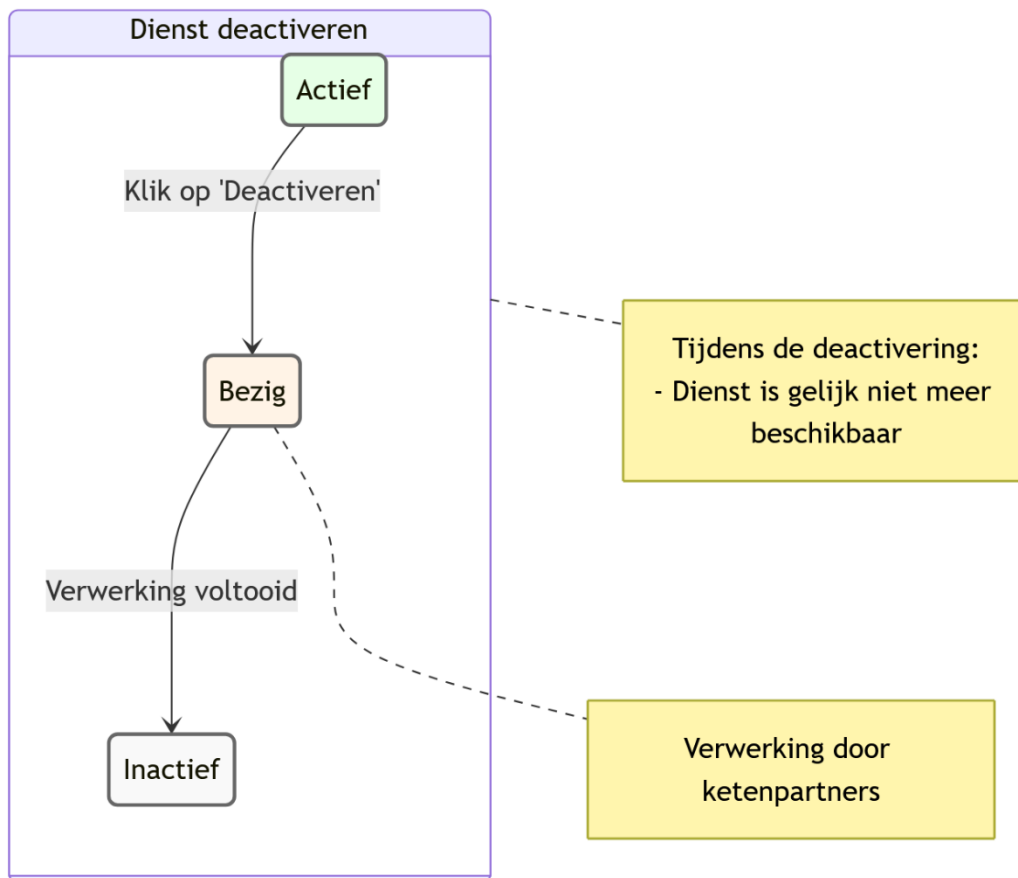 Dienst deactiveren
Actief
Klik op 'Deactiveren'
Tijdens de deactivering:
- Dienst is gelijk niet meer
beschikbaar
Bezig
Verwerking voltooid
Verwerking door
ketenpartners
Inactief